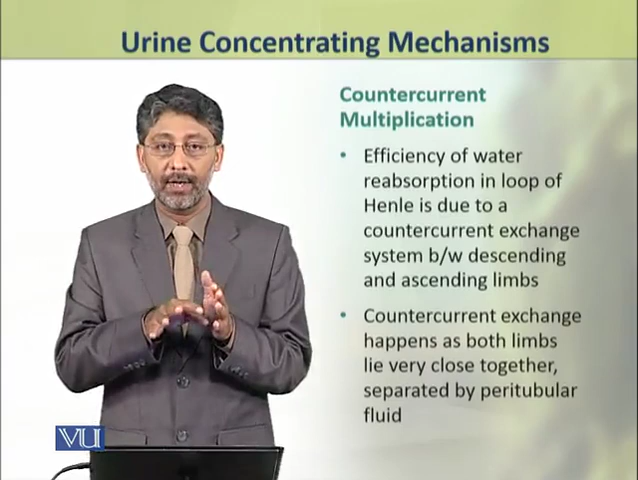 Urine Concentrating Mechanisms
Countercurrent
Multiplication
• Efficiency of water
reabsorption in loop of
Henle is due to a
countercurrent exchange
system b/w descending
and ascending limbs
• Countercurrent exchange
happens as both limbs
lie very close together,
separated by peritubular
fluid
VU